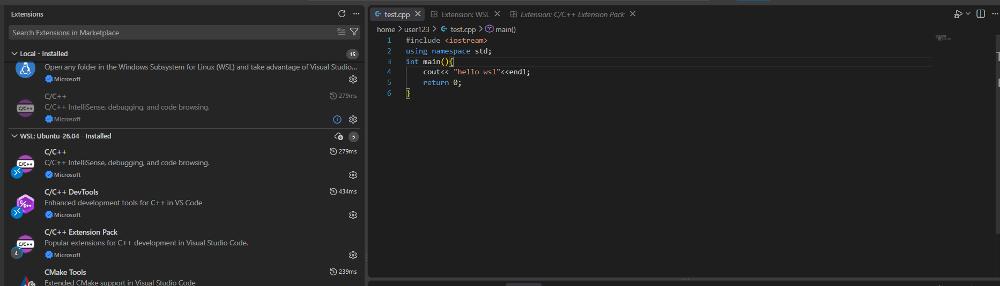 Extensions
Search Extensions in Marketplace
Local - Installed
15
Open any folder in the Windows Subsystem for Linux (WSL) and take advantage of Visual Studio...
Microsoft
C/C++
279ms
C/C++
C/C++ IntelliSense, debugging, and code browsing.
Microsoft
WSL: Ubuntu-26.04 - Installed
5
C/C++
279ms
C/C++
C/C++ IntelliSense, debugging, and code browsing.
Microsoft
C/C++ DevTools
434ms
C/C++
Enhanced development tools for C++ in VS Code
Microsoft
C/C++ Extension Pack
C/C++
4
Popular extensions for C++ development in Visual Studio Code.
Microsoft
CMake Tools
239ms
Extended CMake support in Visual Studio Code
test.cpp
Extension: WSL
Extension: C/C++ Extension Pack
home > user123 > test.cpp > main()
1 #include <iostream>
2 using namespace std;
3 int main(){
4     cout<< "hello wsl"<<endl;
5     return 0;
6 }